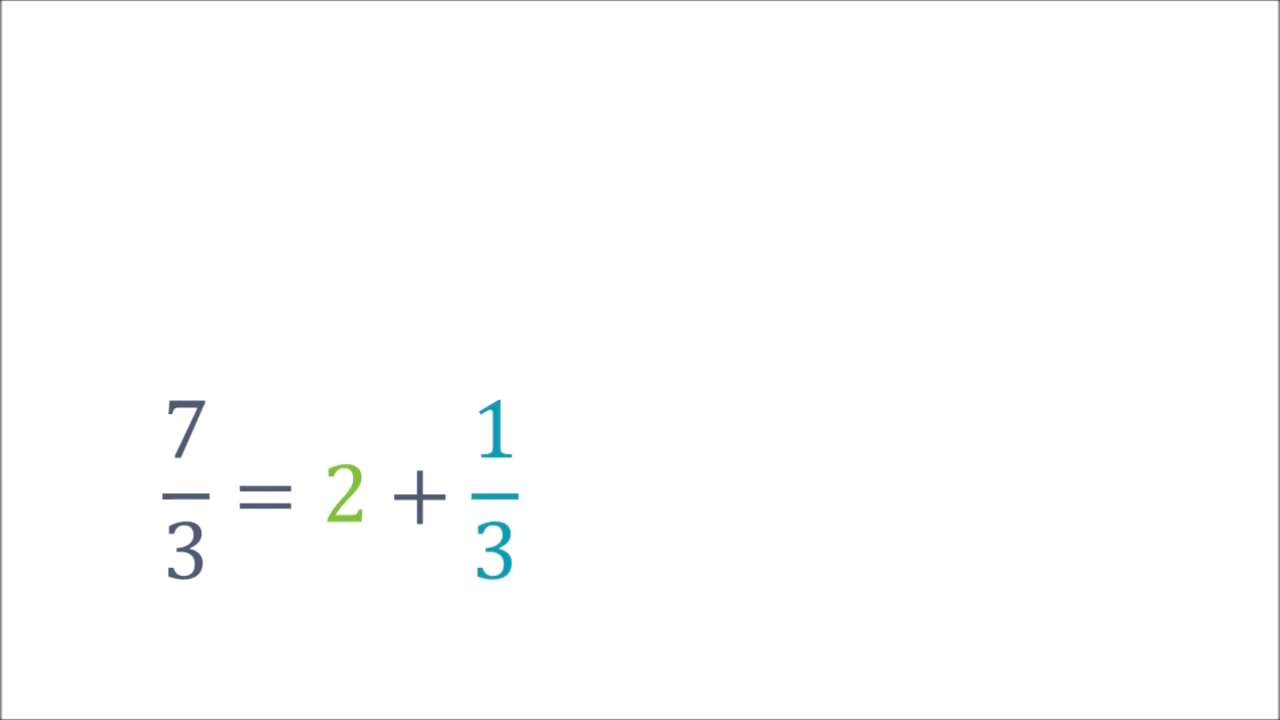 7/3 = 2 + 1/3